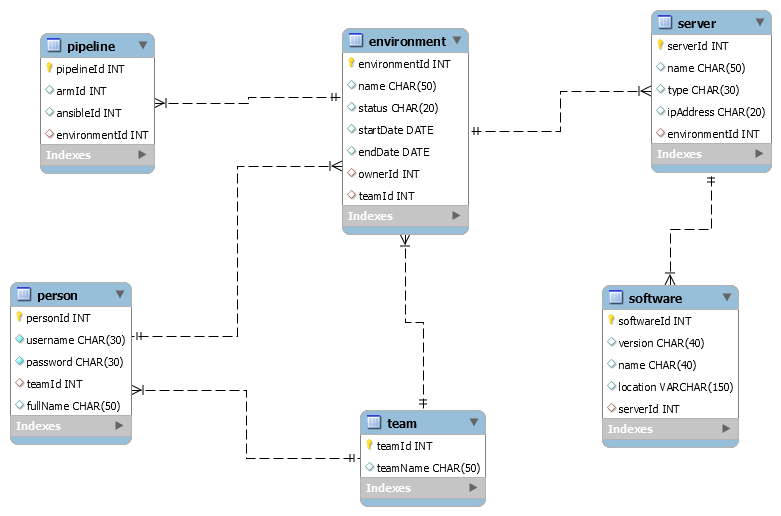 pipeline
pipelineId INT
armId INT
ansibleId INT
environmentId INT
Indexes
environment
environmentId INT
name CHAR(50)
status CHAR(20)
startDate DATE
endDate DATE
ownerId INT
teamId INT
Indexes
server
serverId INT
name CHAR(50)
type CHAR(30)
ipAddress CHAR(20)
environmentId INT
Indexes
person
personId INT
username CHAR(30)
password CHAR(30)
teamId INT
fullName CHAR(50)
Indexes
team
teamId INT
teamName CHAR(50)
Indexes
software
softwareId INT
version CHAR(40)
name CHAR(40)
location VARCHAR(150)
serverId INT
Indexes